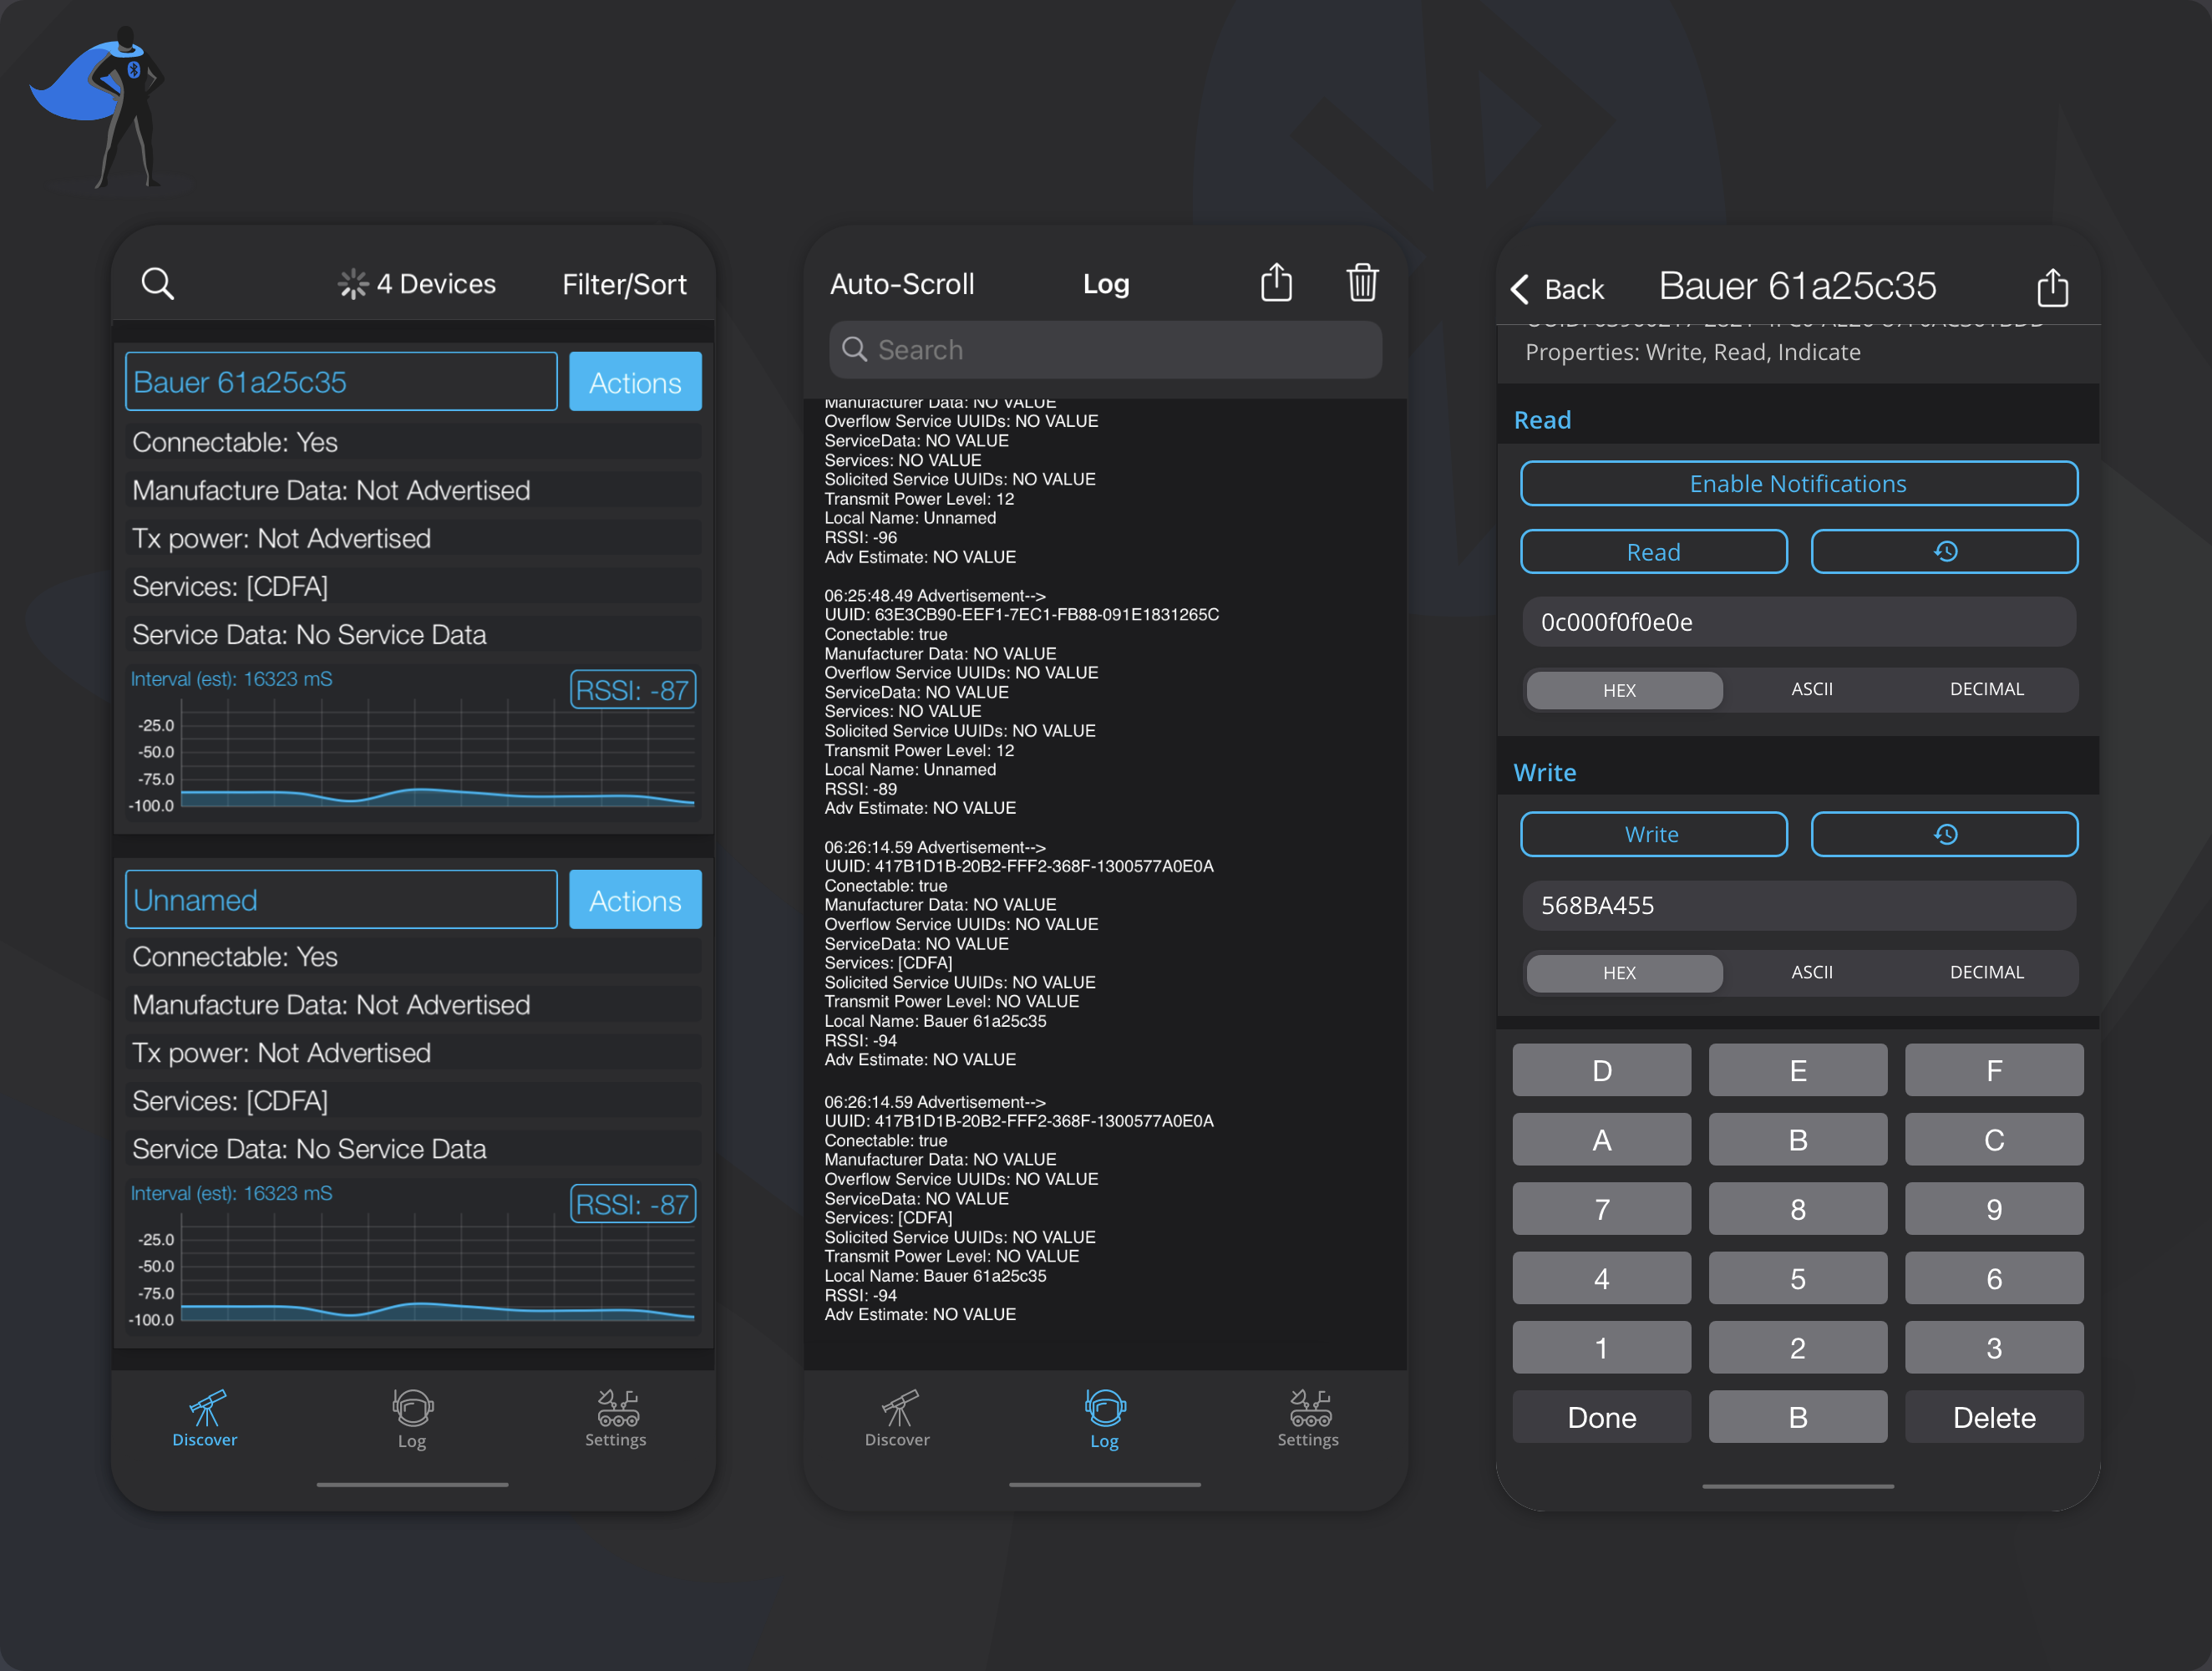 4 Devices
Filter/Sort
Bauer 61a25c35
Actions
Connectable: Yes
Manufacture Data: Not Advertised
Tx power: Not Advertised
Services: [CDFA]
Service Data: No Service Data
Interval (est): 16323 mS
RSSI: -87
-25.0
-50.0
-75.0
-100.0
Unnamed
Actions
Connectable: Yes
Manufacture Data: Not Advertised
Tx power: Not Advertised
Services: [CDFA]
Service Data: No Service Data
Interval (est): 16323 mS
RSSI: -87
-25.0
-50.0
-75.0
-100.0
Discover
Log
Settings
Auto-Scroll
Log
Search
Manufacturer Data: NO VALUE
Overflow Service UUIDs: NO VALUE
ServiceData: NO VALUE
Services: NO VALUE
Solicited Service UUIDs: NO VALUE
Transmit Power Level: 12
Local Name: Unnamed
RSSI: -96
Adv Estimate: NO VALUE
06:25:48.49 Advertisement-->
UUID: 63E3CB90-EEF1-7EC1-FB88-091E1831265C
Conectable: true
Manufacturer Data: NO VALUE
Overflow Service UUIDs: NO VALUE
ServiceData: NO VALUE
Services: NO VALUE
Solicited Service UUIDs: NO VALUE
Transmit Power Level: 12
Local Name: Unnamed
RSSI: -89
Adv Estimate: NO VALUE
06:26:14.59 Advertisement-->
UUID: 417B1D1B-20B2-FFF2-368F-1300577A0E0A
Conectable: true
Manufacturer Data: NO VALUE
Overflow Service UUIDs: NO VALUE
ServiceData: NO VALUE
Services: [CDFA]
Solicited Service UUIDs: NO VALUE
Transmit Power Level: NO VALUE
Local Name: Bauer 61a25c35
RSSI: -94
Adv Estimate: NO VALUE
06:26:14.59 Advertisement-->
UUID: 417B1D1B-20B2-FFF2-368F-1300577A0E0A
Conectable: true
Manufacturer Data: NO VALUE
Overflow Service UUIDs: NO VALUE
ServiceData: NO VALUE
Services: [CDFA]
Solicited Service UUIDs: NO VALUE
Transmit Power Level: NO VALUE
Local Name: Bauer 61a25c35
RSSI: -94
Adv Estimate: NO VALUE
Discover
Log
Settings
Back
Bauer 61a25c35
Properties: Write, Read, Indicate
Read
Enable Notifications
Read
0c000f0f0e0e
HEX
ASCII
DECIMAL
Write
Write
568BA455
HEX
ASCII
DECIMAL
D
E
F
A
B
C
7
8
9
4
5
6
1
2
3
Done
B
Delete